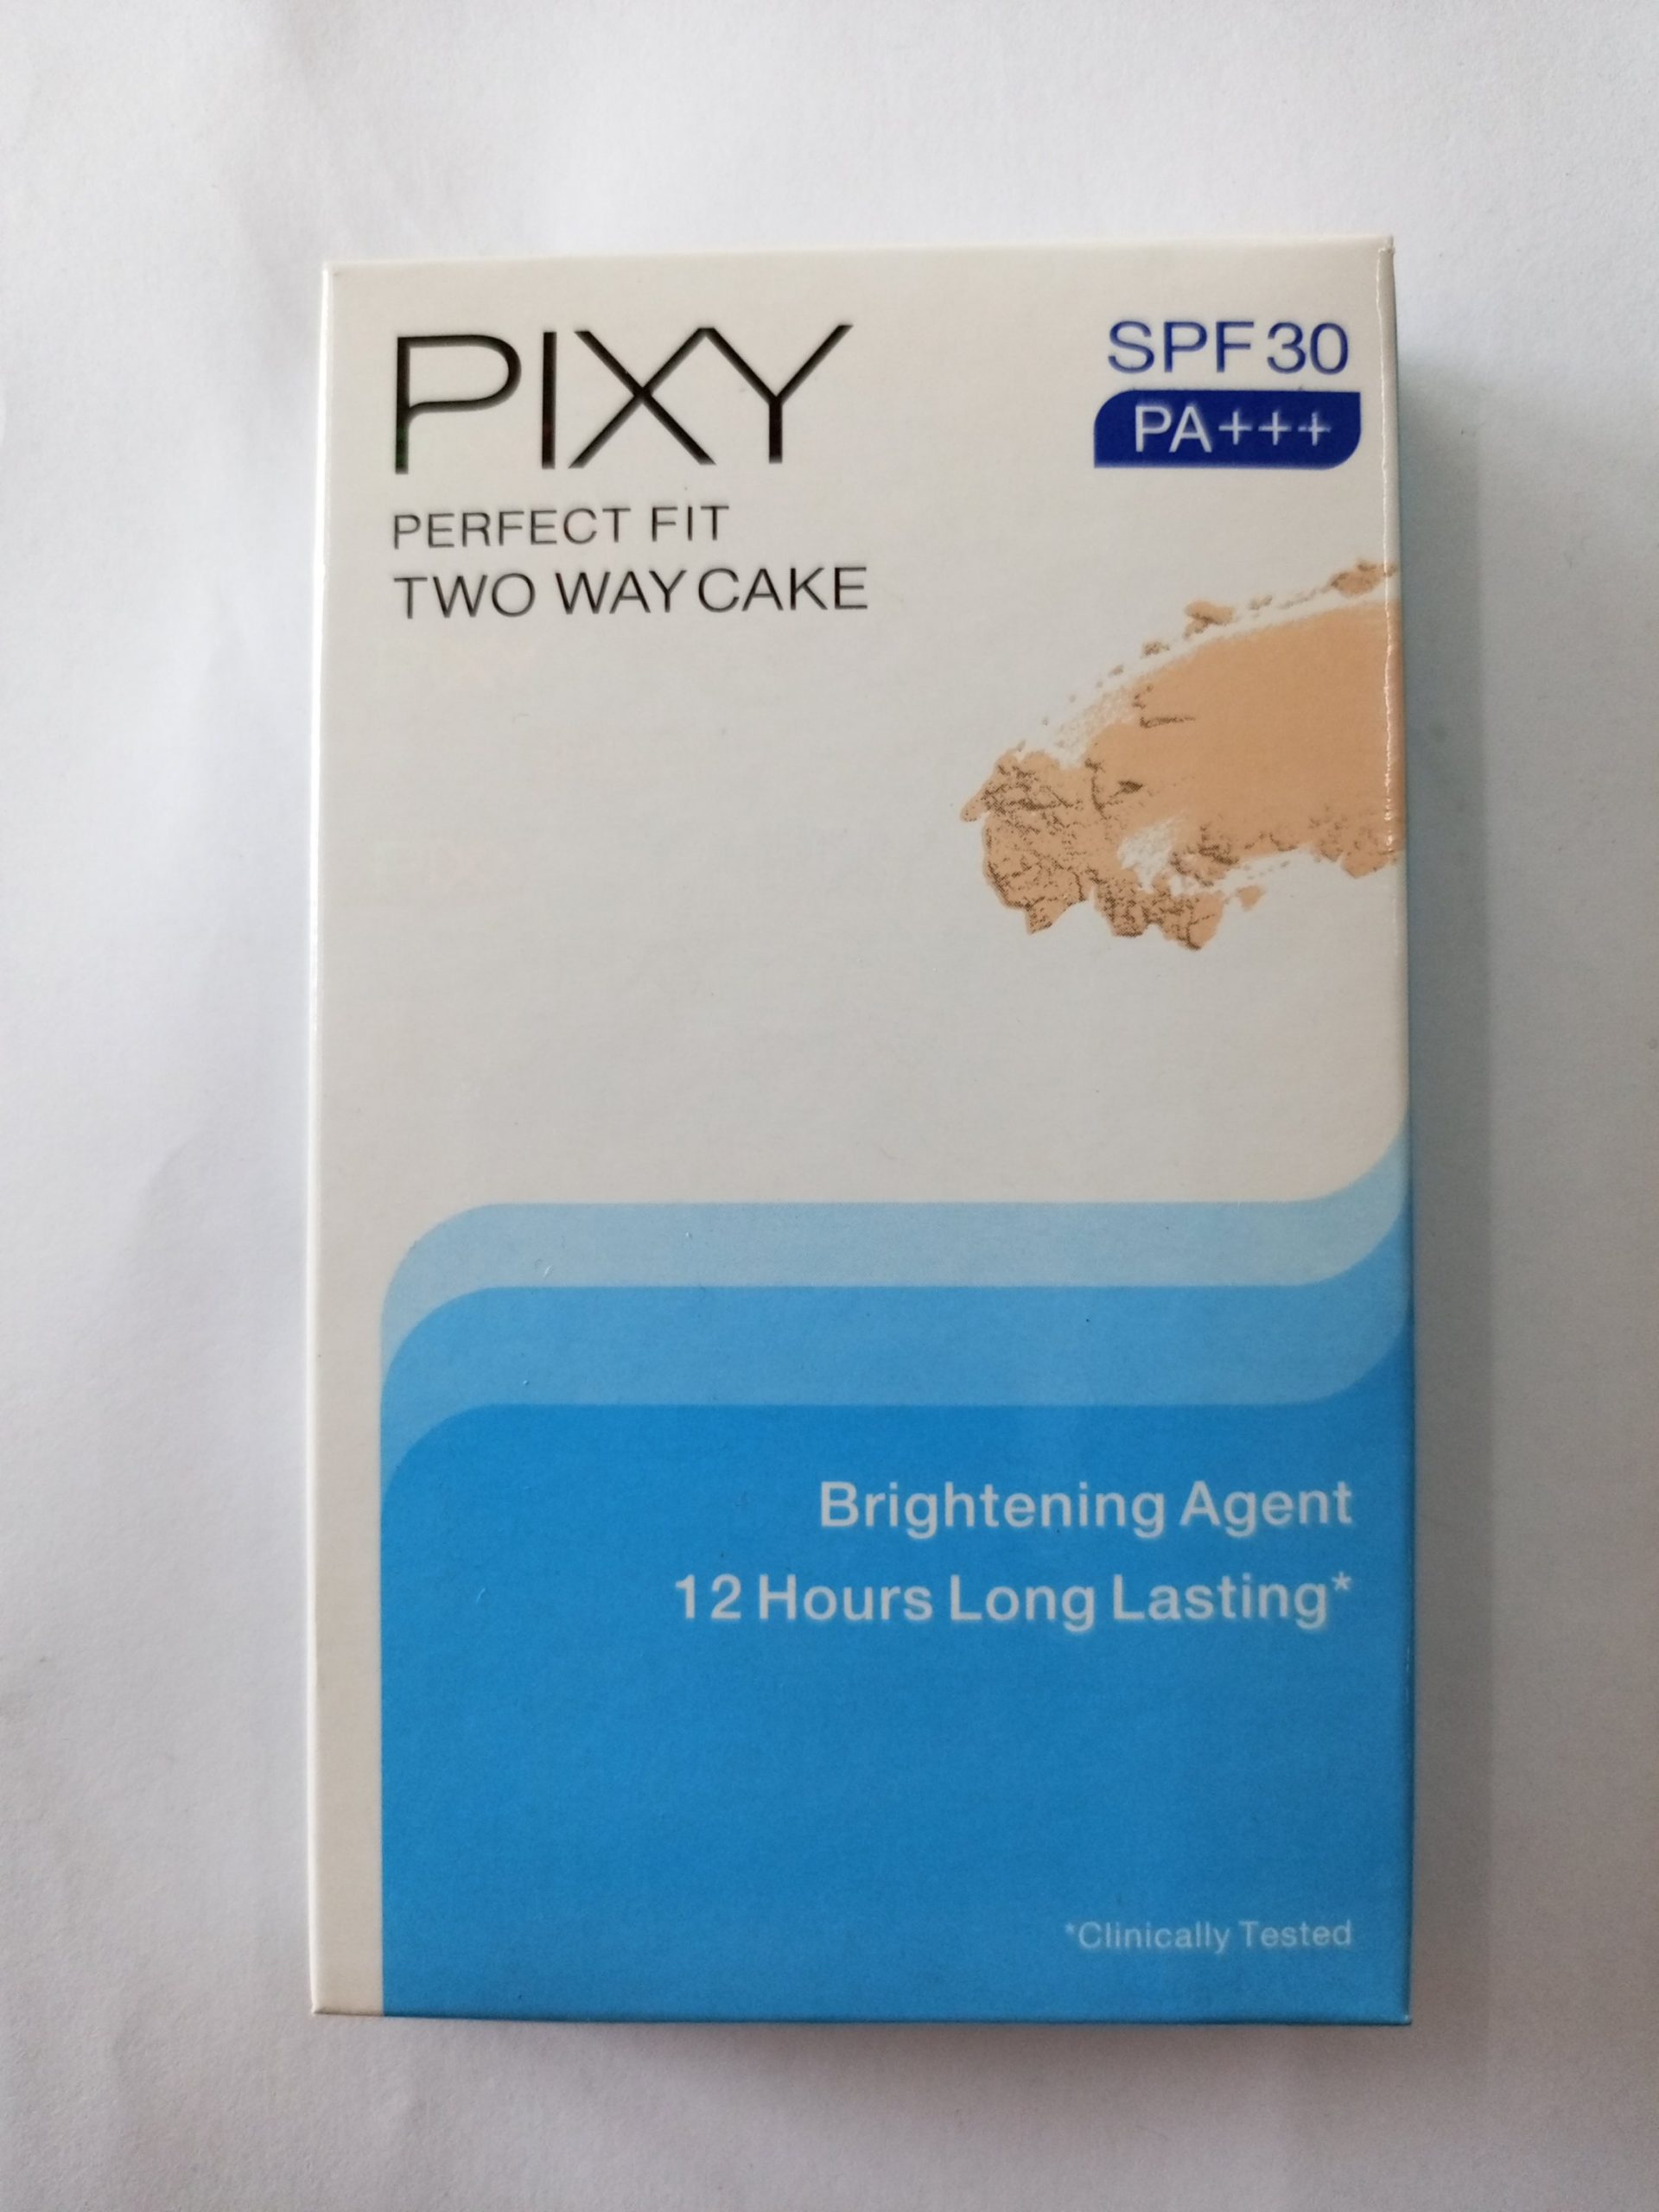 PIXY
SPF 30
PA+++
PERFECT FIT
TWO WAY CAKE
Brightening Agent
12 Hours Long Lasting*
*Clinically Tested